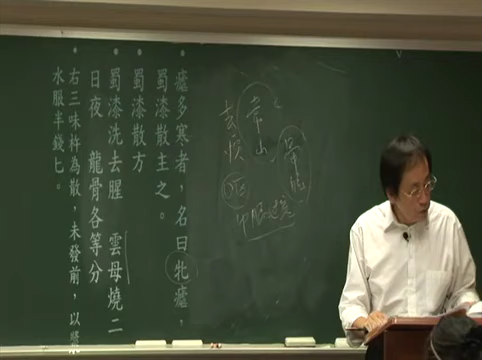 • 瘧多寒者，名曰牝瘧，
蜀漆散主之。
• 蜀漆散方
• 蜀漆洗去腥　雲母燒二
日夜　龍骨各等分
• 右三味杵為散，未發前，以漿
水服半錢匕。
常山
去痰